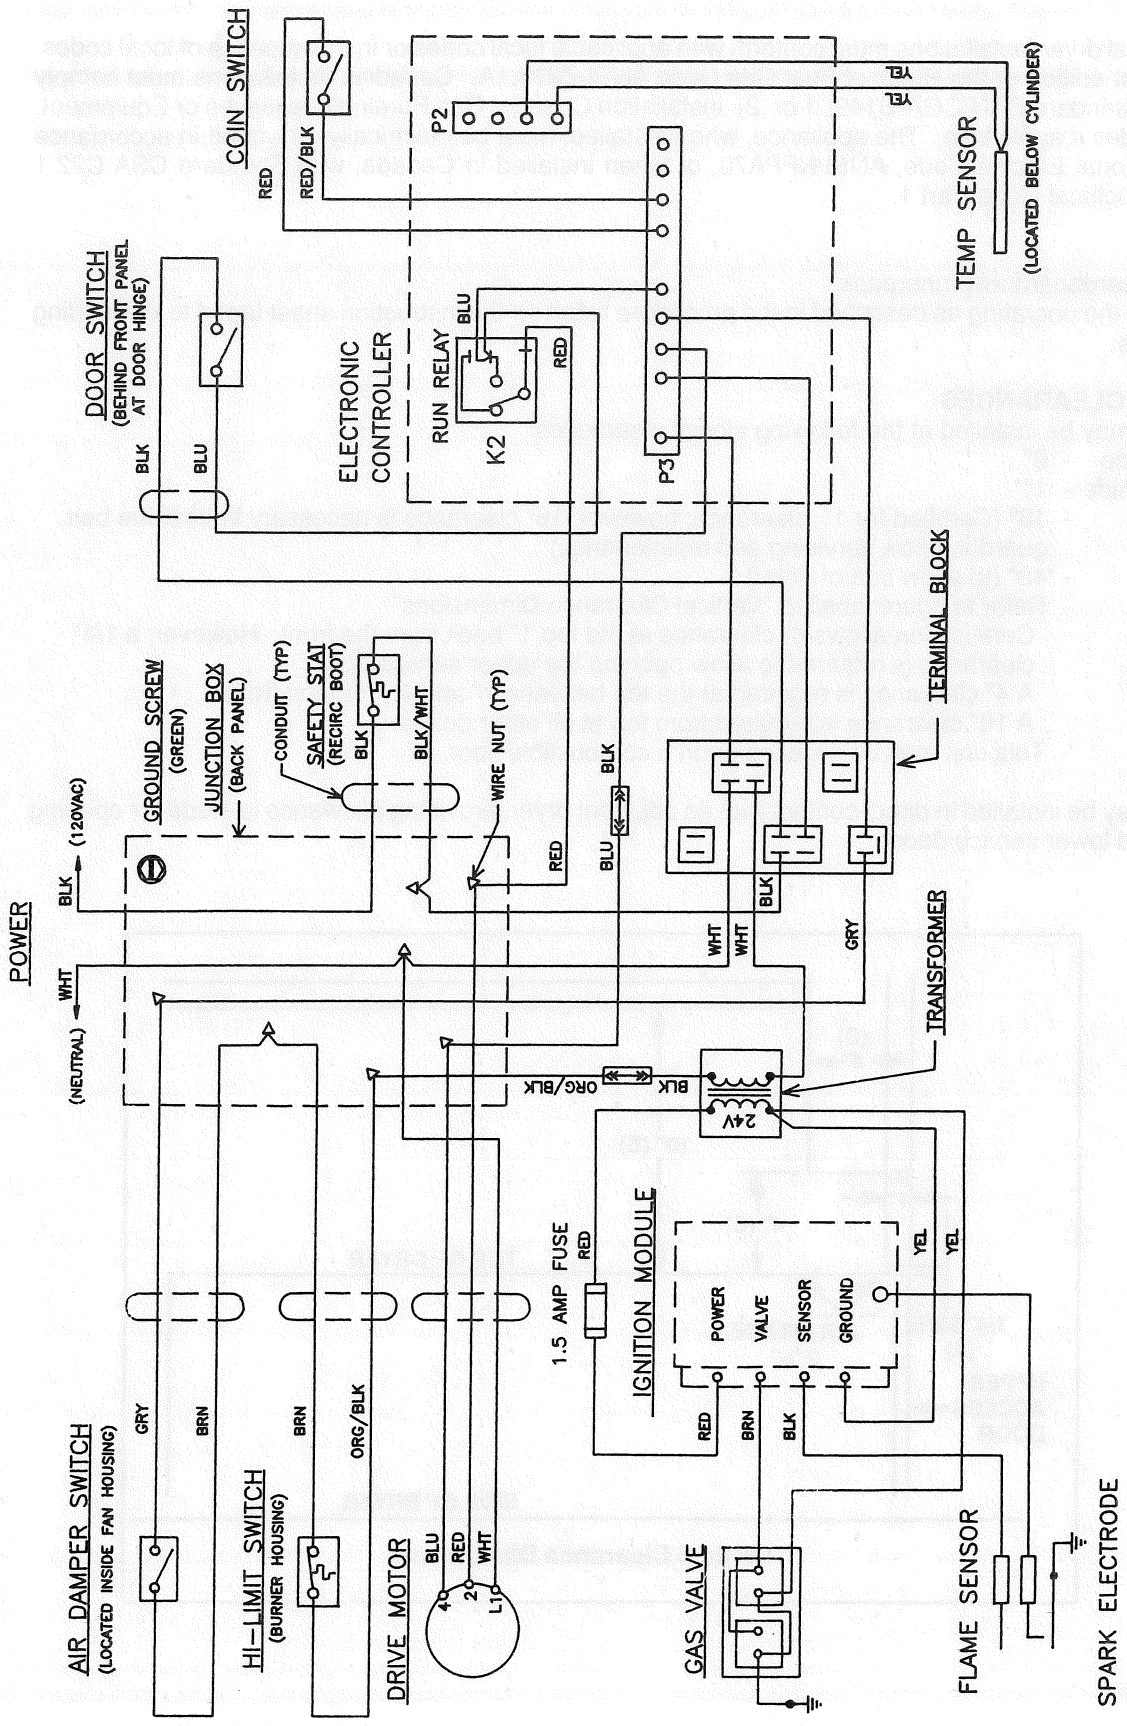 POWER
WHT
(NEUTRAL)
BLK
(120VAC)
AIR DAMPER SWITCH
(LOCATED INSIDE FAN HOUSING)
GRY
BRN
HI-LIMIT SWITCH
(BURNER HOUSING)
BRN
ORG/BLK
DRIVE MOTOR
BLU
RED
WHT
4
2
L1
GROUND SCREW
(GREEN)
JUNCTION BOX
(BACK PANEL)
CONDUIT (TYP)
SAFETY STAT
(RECIRC BOOT)
BLK
BLK/WHT
WIRE NUT (TYP)
DOOR SWITCH
(BEHIND FRONT PANEL
AT DOOR HINGE)
BLK
BLU
COIN SWITCH
RED
RED/BLK
ELECTRONIC
CONTROLLER
RUN RELAY
K2
BLU
RED
P2
P3
YEL
YEL
TEMP SENSOR
(LOCATED BELOW CYLINDER)
RED
BLU
BLK
ORG/BLK
BLK
WHT
WHT
BLK
GRY
TERMINAL BLOCK
TRANSFORMER
24V
1.5 AMP FUSE
RED
IGNITION MODULE
POWER
VALVE
SENSOR
GROUND
YEL
YEL
RED
BRN
BLK
GAS VALVE
FLAME SENSOR
SPARK ELECTRODE